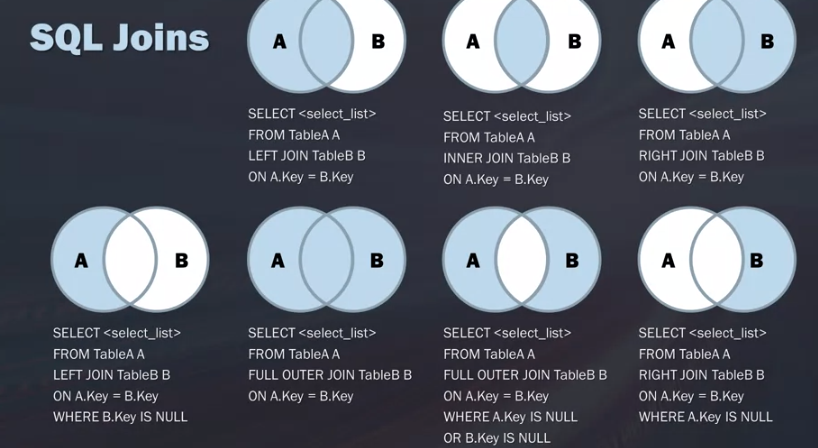 SQL Joins
A B
SELECT <select_list>
FROM TableA A
LEFT JOIN TableB B
ON A.Key = B.Key
A B
SELECT <select_list>
FROM TableA A
INNER JOIN TableB B
ON A.Key = B.Key
A B
SELECT <select_list>
FROM TableA A
RIGHT JOIN TableB B
ON A.Key = B.Key
A B
SELECT <select_list>
FROM TableA A
LEFT JOIN TableB B
ON A.Key = B.Key
WHERE B.Key IS NULL
A B
SELECT <select_list>
FROM TableA A
FULL OUTER JOIN TableB B
ON A.Key = B.Key
A B
SELECT <select_list>
FROM TableA A
FULL OUTER JOIN TableB B
ON A.Key = B.Key
WHERE A.Key IS NULL
OR B.Key IS NULL
A B
SELECT <select_list>
FROM TableA A
RIGHT JOIN TableB B
ON A.Key = B.Key
WHERE A.Key IS NULL